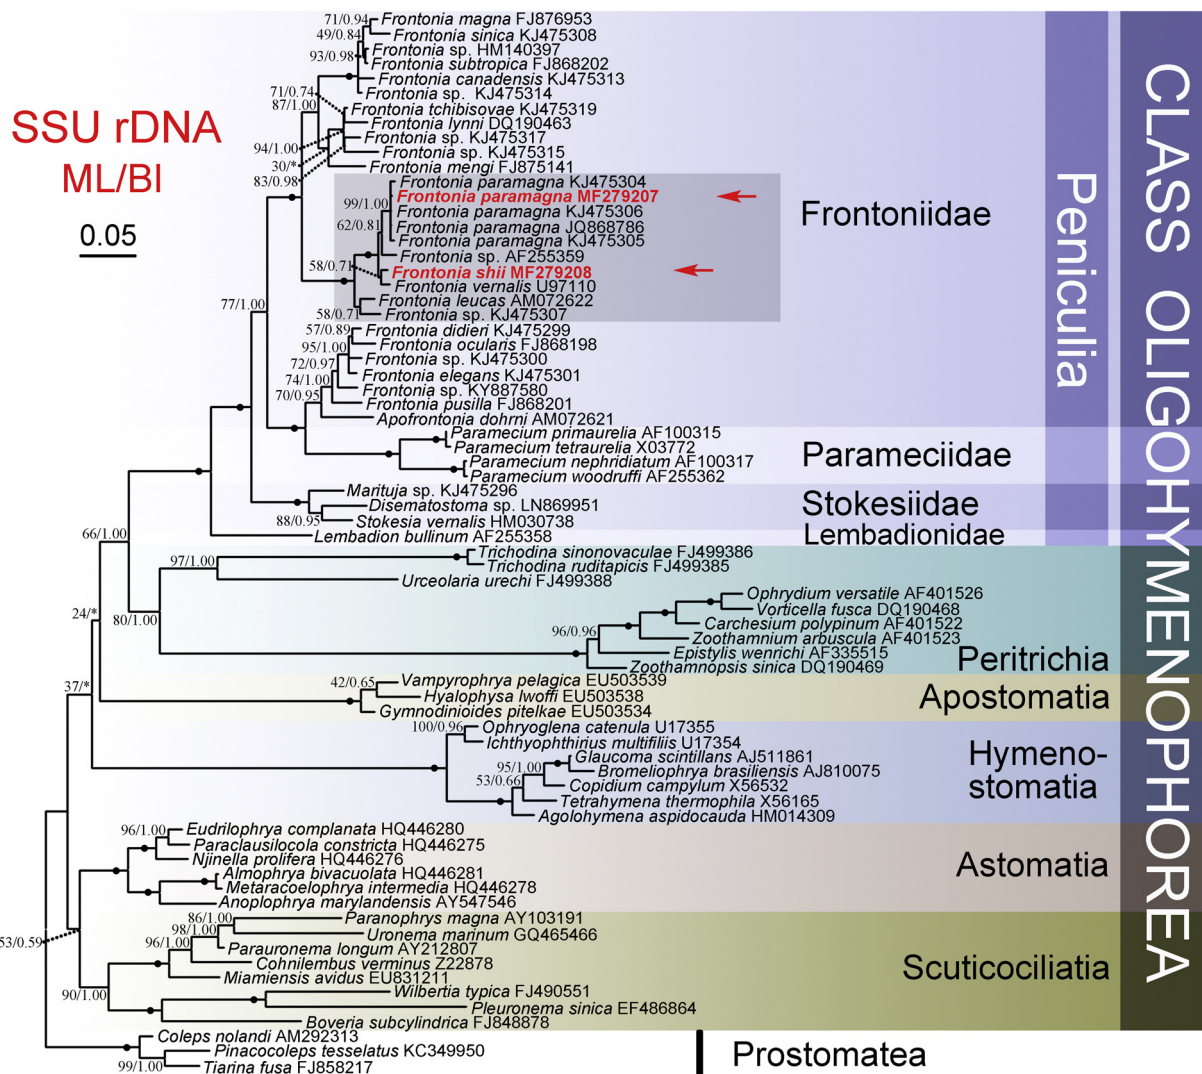 SSU rDNA
ML/BI
0.05
71/0.94
Frontonia magna FJ876953
49/0.84
Frontonia sinica KJ475308
93/0.98
Frontonia sp. HM140397
Frontonia subtropica FJ868202
Frontonia canadensis KJ475313
Frontonia sp. KJ475314
71/0.74
87/1.00
Frontonia tchibisovae KJ475319
Frontonia lynni DQ190463
Frontonia sp. KJ475317
94/1.00
Frontonia sp. KJ475315
30/*
Frontonia mengi FJ875141
83/0.98
Frontonia paramagna KJ475304
Frontonia paramagna MF279207
99/1.00
Frontonia paramagna KJ475306
62/0.81
Frontonia paramagna JQ868786
Frontonia paramagna KJ475305
Frontonia sp. AF255359
58/0.71
Frontonia shii MF279208
Frontonia vernalis U97110
Frontonia leucas AM072622
58/0.71
Frontonia sp. KJ475307
77/1.00
57/0.89
Frontonia didieri KJ475299
95/1.00
Frontonia ocularis FJ868198
72/0.97
Frontonia sp. KJ475300
74/1.00
Frontonia elegans KJ475301
70/0.95
Frontonia sp. KY887580
Frontonia pusilla FJ868201
Apofrontonia dohrni AM072621
Paramecium primaurelia AF100315
Paramecium tetraurelia X03772
Paramecium nephridiatum AF100317
Paramecium woodruffi AF255362
Marituja sp. KJ475296
Disematostoma sp. LN869951
88/0.95
Stokesia vernalis HM030738
Lembadion bullinum AF255358
66/1.00
97/1.00
Trichodina sinonovaculae FJ499386
Trichodina ruditapicis FJ499385
Urceolaria urechi FJ499388
24/*
80/1.00
Ophrydium versatile AF401526
Vorticella fusca DQ190468
Carchesium polypinum AF401522
96/0.96
Zoothamnium arbuscula AF401523
Epistylis wenrichi AF335515
Zoothamnopsis sinica DQ190469
37/*
42/0.65
Vampyrophrya pelagica EU503539
Hyalophysa lwoffi EU503538
Gymnodinioides pitelkae EU503534
100/0.96
Ophryoglena catenula U17355
Ichthyophthirius multifiliis U17354
95/1.00
Glaucoma scintillans AJ511861
53/0.66
Bromeliophrya brasiliensis AJ810075
Copidium campylum X56532
Tetrahymena thermophila X56165
Agolohymena aspidocauda HM014309
96/1.00
Eudrilophrya complanata HQ446280
Paraclausilocola constricta HQ446275
Njinella prolifera HQ446276
Almophrya bivacuolata HQ446281
Metaracoelophrya intermedia HQ446278
Anoplophrya marylandensis AY547546
53/0.59
86/1.00
Paranophrys magna AY103191
98/1.00
Uronema marinum GQ465466
96/1.00
Parauronema longum AY212807
Cohnilembus verminus Z22878
Miamiensis avidus EU831211
90/1.00
Wilbertia typica FJ490551
Pleuronema sinica EF486864
Boveria subcylindrica FJ848878
Coleps nolandi AM292313
Pinacocoleps tesselatus KC349950
99/1.00
Tiarina fusa FJ858217
Frontoniidae
Parameciidae
Stokesiidae
Lembadionidae
Peritrichia
Apostomatia
Hymeno-
stomatia
Astomatia
Scuticociliatia
Prostomatea
Peniculia
CLASS OLIGOHYMENOPHOREA